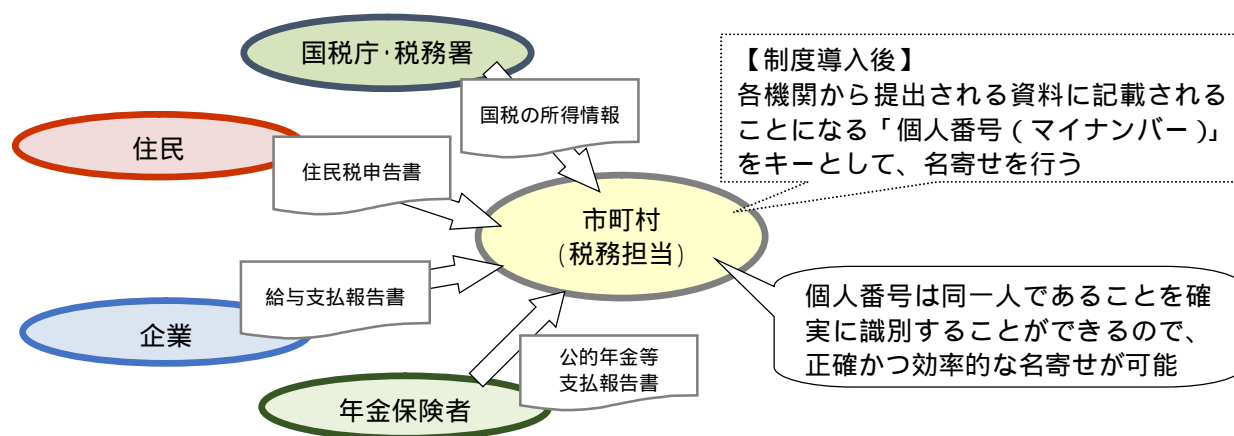 国税庁・税務署
国税の所得情報
住民
住民税申告書
市町村
(税務担当)
企業
給与支払報告書
年金保険者
公的年金等
支払報告書
【制度導入後】
各機関から提出される資料に記載される
ことになる「個人番号(マイナンバー)」
をキーとして、名寄せを行う
個人番号は同一人であることを確
実に識別することができるので、
正確かつ効率的な名寄せが可能